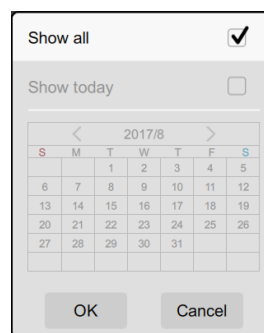 Show all
Show today
2017/8
S M T W T F S
1 2 3 4 5
6 7 8 9 10 11 12
13 14 15 16 17 18 19
20 21 22 23 24 25 26
27 28 29 30 31
OK Cancel